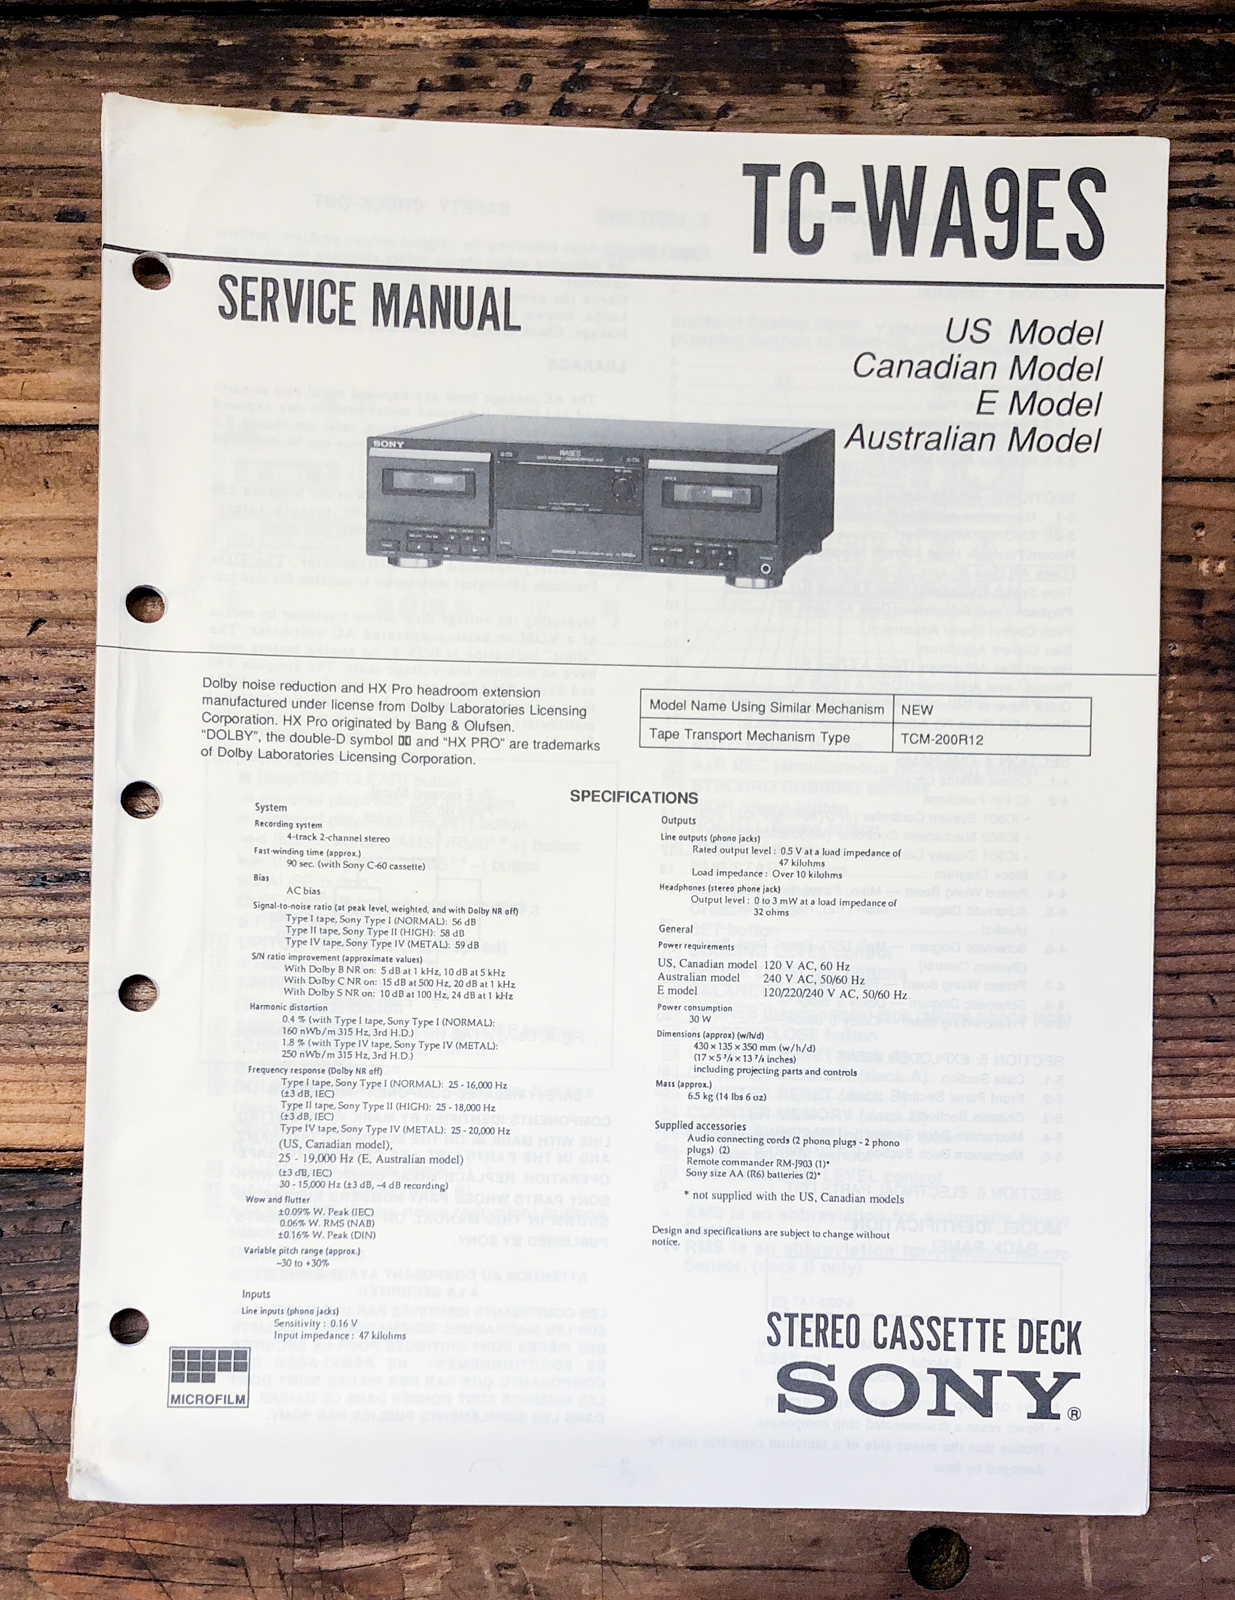 TC-WA9ES
SERVICE MANUAL
US Model
Canadian Model
E Model
Australian Model
SONY
WA9ES
Dolby noise reduction and HX Pro headroom extension
manufactured under license from Dolby Laboratories Licensing
Corporation. HX Pro originated by Bang & Olufsen.
"DOLBY", the double-D symbol and "HX PRO" are trademarks
of Dolby Laboratories Licensing Corporation.
Model Name Using Similar Mechanism NEW
Tape Transport Mechanism Type TCM-200R12
SPECIFICATIONS
System
Recording system
4-track 2-channel stereo
Fast-winding time (approx.)
90 sec. (with Sony C-60 cassette)
Bias
AC bias
Signal-to-noise ratio (at peak level, weighted, and with Dolby NR off)
Type I tape, Sony Type I (NORMAL): 56 dB
Type II tape, Sony Type II (HIGH): 58 dB
Type IV tape, Sony Type IV (METAL): 59 dB
S/N ratio improvement (approximate values)
With Dolby B NR on: 5 dB at 1 kHz, 10 dB at 5 kHz
With Dolby C NR on: 15 dB at 500 Hz, 20 dB at 1 kHz
With Dolby S NR on: 10 dB at 100 Hz, 24 dB at 1 kHz
Harmonic distortion
0.4 % (with Type I tape, Sony Type I (NORMAL):
160 nWb/m 315 Hz, 3rd H.D.)
1.8 % (with Type IV tape, Sony Type IV (METAL):
250 nWb/m 315 Hz, 3rd H.D.)
Frequency response (Dolby NR off)
Type I tape, Sony Type I (NORMAL): 25 - 16,000 Hz
(±3 dB, IEC)
Type II tape, Sony Type II (HIGH): 25 - 18,000 Hz
(±3 dB, IEC)
Type IV tape, Sony Type IV (METAL): 25 - 20,000 Hz
(US, Canadian model),
25 - 19,000 Hz (E, Australian model)
(±3 dB, IEC)
30 - 15,000 Hz (±3 dB, -4 dB recording)
Wow and flutter
±0.09% W. Peak (IEC)
0.06% W. RMS (NAB)
±0.16% W. Peak (DIN)
Variable pitch range (approx.)
-30 to +30%
Inputs
Line inputs (phono jacks)
Sensitivity : 0.16 V
Input impedance : 47 kilohms
Outputs
Line outputs (phono jacks)
Rated output level : 0.5 V at a load impedance of
47 kilohms
Load impedance : Over 10 kilohms
Headphones (stereo phone jack)
Output level : 0 to 3 mW at a load impedance of
32 ohms
General
Power requirements
US, Canadian model 120 V AC, 60 Hz
Australian model 240 V AC, 50/60 Hz
E model 120/220/240 V AC, 50/60 Hz
Power consumption
30 W
Dimensions (approx) (w/h/d)
430 x 135 x 350 mm (w/h/d)
(17 x 5 3/8 x 13 7/8 inches)
including projecting parts and controls
Mass (approx.)
6.5 kg (14 lbs 6 oz)
Supplied accessories
Audio connecting cords (2 phono plugs - 2 phono
plugs) (2)
Remote commander RM-J903 (1)*
Sony size AA (R6) batteries (2)*
* not supplied with the US, Canadian models
Design and specifications are subject to change without
notice.
MICROFILM
STEREO CASSETTE DECK
SONY®